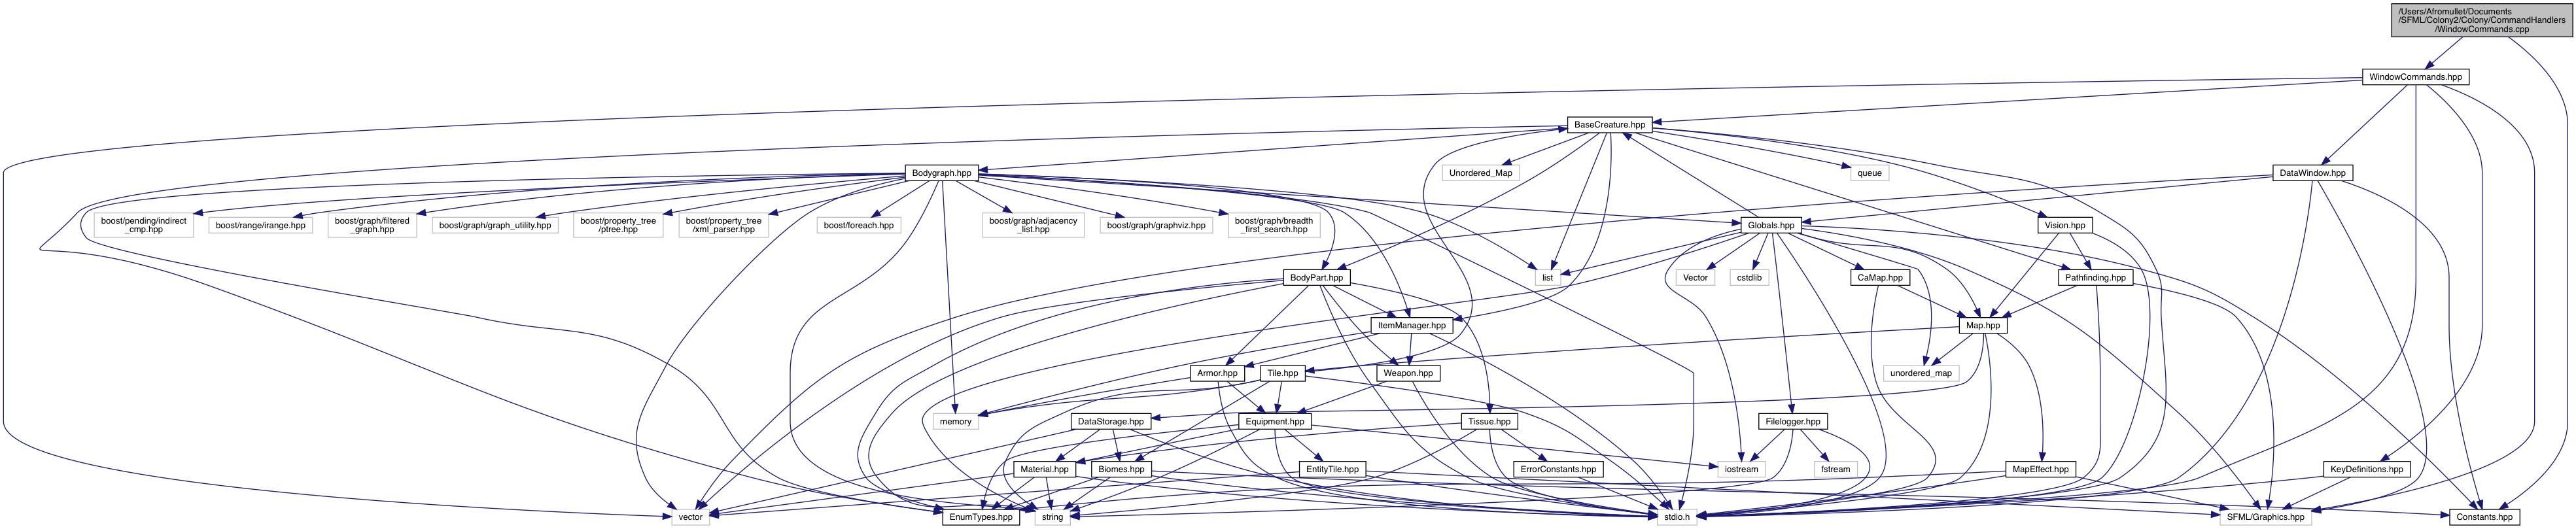 /Users/Afromullet/Documents
/SFML/Colony2/Colony/CommandHandlers
/WindowCommands.cpp
WindowCommands.hpp
BaseCreature.hpp
Bodygraph.hpp
Unordered_Map
queue
DataWindow.hpp
boost/pending/indirect
_cmp.hpp
boost/range/irange.hpp
boost/graph/filtered
_graph.hpp
boost/graph/graph_utility.hpp
boost/property_tree
/ptree.hpp
boost/property_tree
/xml_parser.hpp
boost/foreach.hpp
boost/graph/adjacency
_list.hpp
boost/graph/graphviz.hpp
boost/graph/breadth
_first_search.hpp
Globals.hpp
Vision.hpp
BodyPart.hpp
list
Vector
cstdlib
CaMap.hpp
Pathfinding.hpp
ItemManager.hpp
Map.hpp
Armor.hpp
Tile.hpp
Weapon.hpp
unordered_map
memory
DataStorage.hpp
Equipment.hpp
Tissue.hpp
Filelogger.hpp
Material.hpp
Biomes.hpp
EntityTile.hpp
ErrorConstants.hpp
iostream
fstream
MapEffect.hpp
KeyDefinitions.hpp
vector
EnumTypes.hpp
string
stdio.h
SFML/Graphics.hpp
Constants.hpp